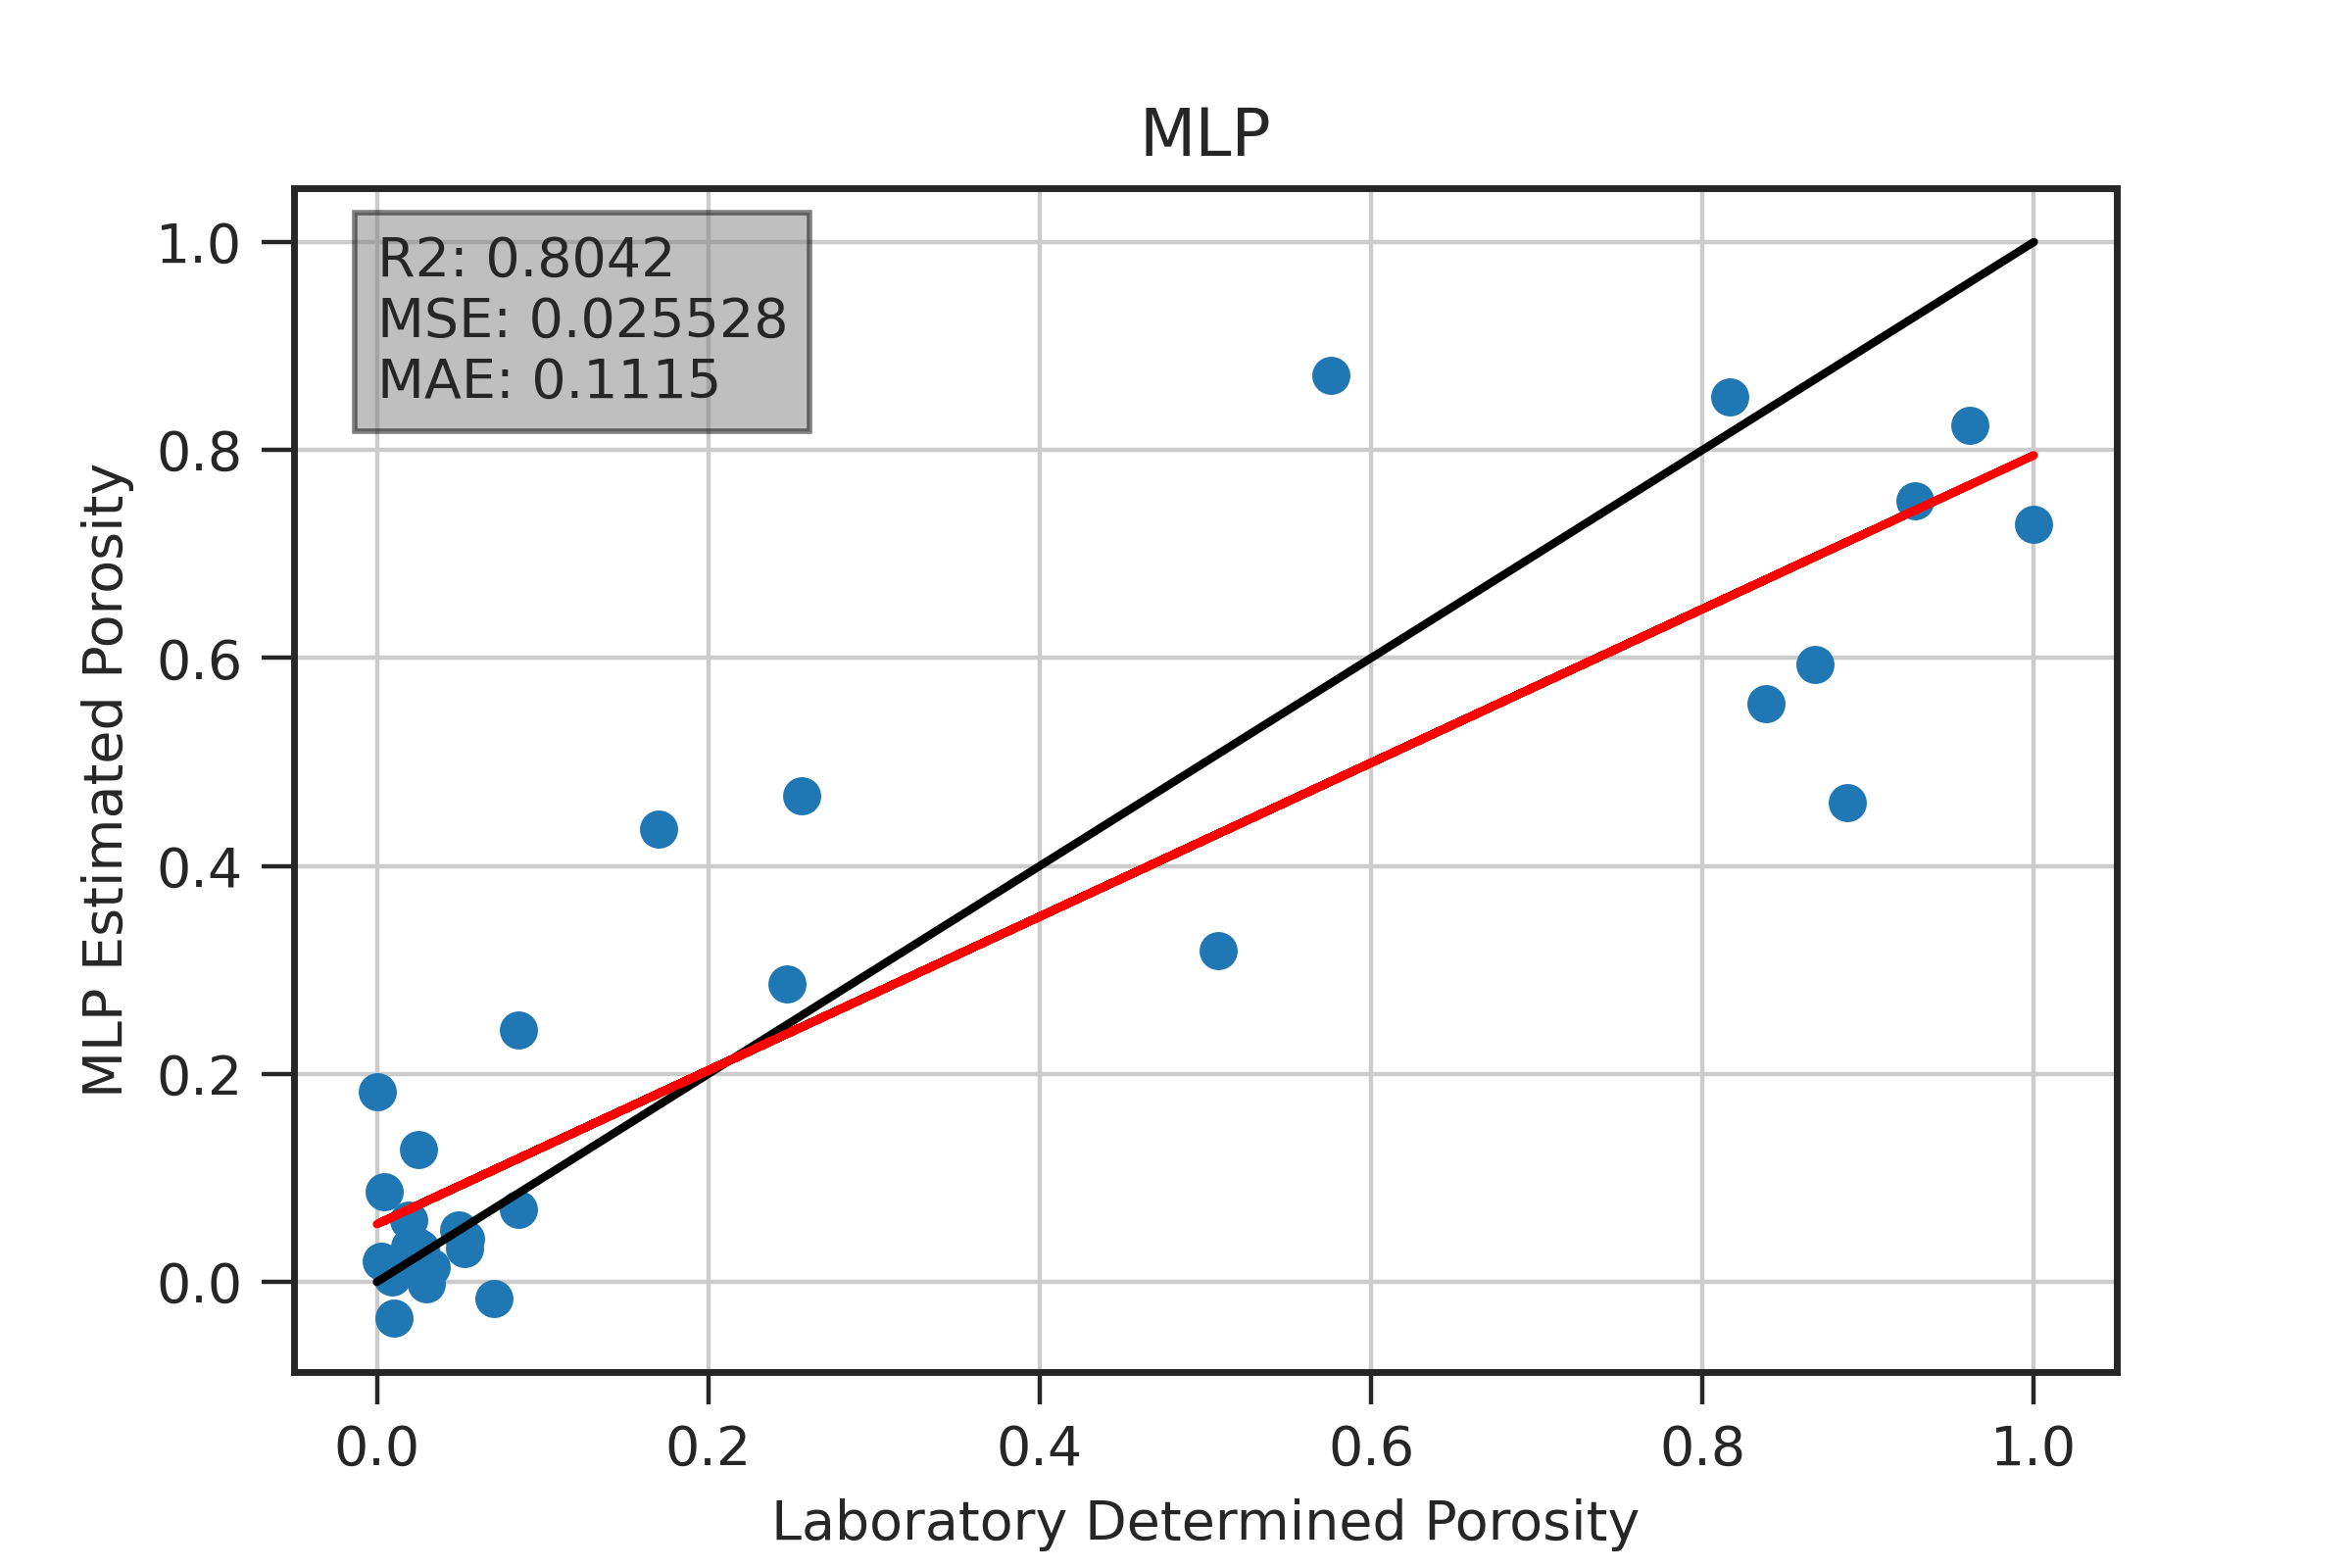 MLP
R2: 0.8042
MSE: 0.025528
MAE: 0.1115
1.0
0.8
0.6
0.4
0.2
0.0
MLP Estimated Porosity
0.0 0.2 0.4 0.6 0.8 1.0
Laboratory Determined Porosity